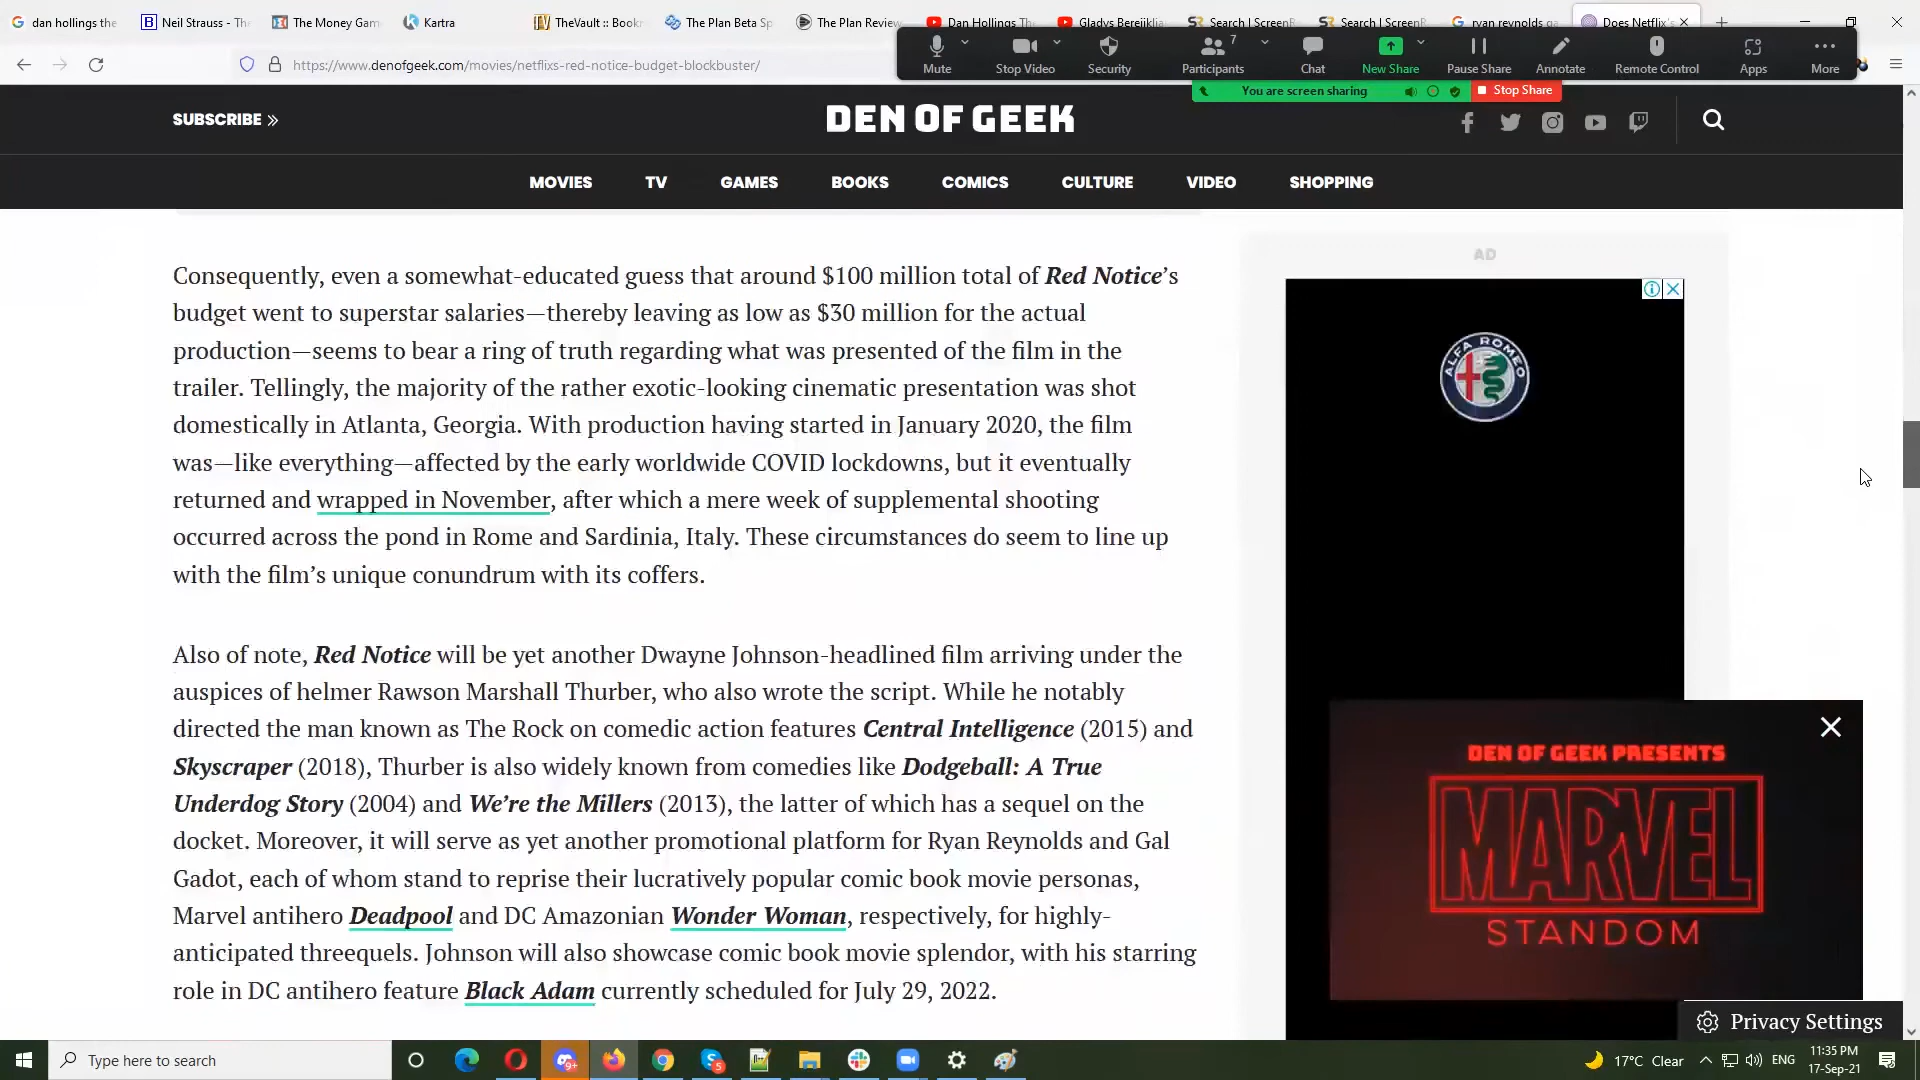 dan hollings the
Neil Strauss - The
The Money Gam
Kartra
TheVault :: Bookm
The Plan Beta Sp
The Plan Review
Dan Hollings The
Gladys Berejiklia
Search | ScreenR
Search | ScreenR
ryan reynolds ga
Does Netflix's
https://www.denofgeek.com/movies/netflixs-red-notice-budget-blockbuster/
Mute
Stop Video
Security
7
Participants
Chat
New Share
Pause Share
Annotate
Remote Control
Apps
More
You are screen sharing
Stop Share
SUBSCRIBE »
DEN OF GEEK
MOVIES TV GAMES BOOKS COMICS CULTURE VIDEO SHOPPING
Consequently, even a somewhat-educated guess that around $100 million total of Red Notice’s
budget went to superstar salaries—thereby leaving as low as $30 million for the actual
production—seems to bear a ring of truth regarding what was presented of the film in the
trailer. Tellingly, the majority of the rather exotic-looking cinematic presentation was shot
domestically in Atlanta, Georgia. With production having started in January 2020, the film
was—like everything—affected by the early worldwide COVID lockdowns, but it eventually
returned and wrapped in November, after which a mere week of supplemental shooting
occurred across the pond in Rome and Sardinia, Italy. These circumstances do seem to line up
with the film’s unique conundrum with its coffers.
Also of note, Red Notice will be yet another Dwayne Johnson-headlined film arriving under the
auspices of helmer Rawson Marshall Thurber, who also wrote the script. While he notably
directed the man known as The Rock on comedic action features Central Intelligence (2015) and
Skyscraper (2018), Thurber is also widely known from comedies like Dodgeball: A True
Underdog Story (2004) and We’re the Millers (2013), the latter of which has a sequel on the
docket. Moreover, it will serve as yet another promotional platform for Ryan Reynolds and Gal
Gadot, each of whom stand to reprise their lucratively popular comic book movie personas,
Marvel antihero Deadpool and DC Amazonian Wonder Woman, respectively, for highly-
anticipated threequels. Johnson will also showcase comic book movie splendor, with his starring
role in DC antihero feature Black Adam currently scheduled for July 29, 2022.
AD
ALFA ROMEO
DEN OF GEEK PRESENTS
MARVEL
STANDOM
Privacy Settings
Type here to search
9+
5
17°C Clear
ENG
11:35 PM
17-Sep-21